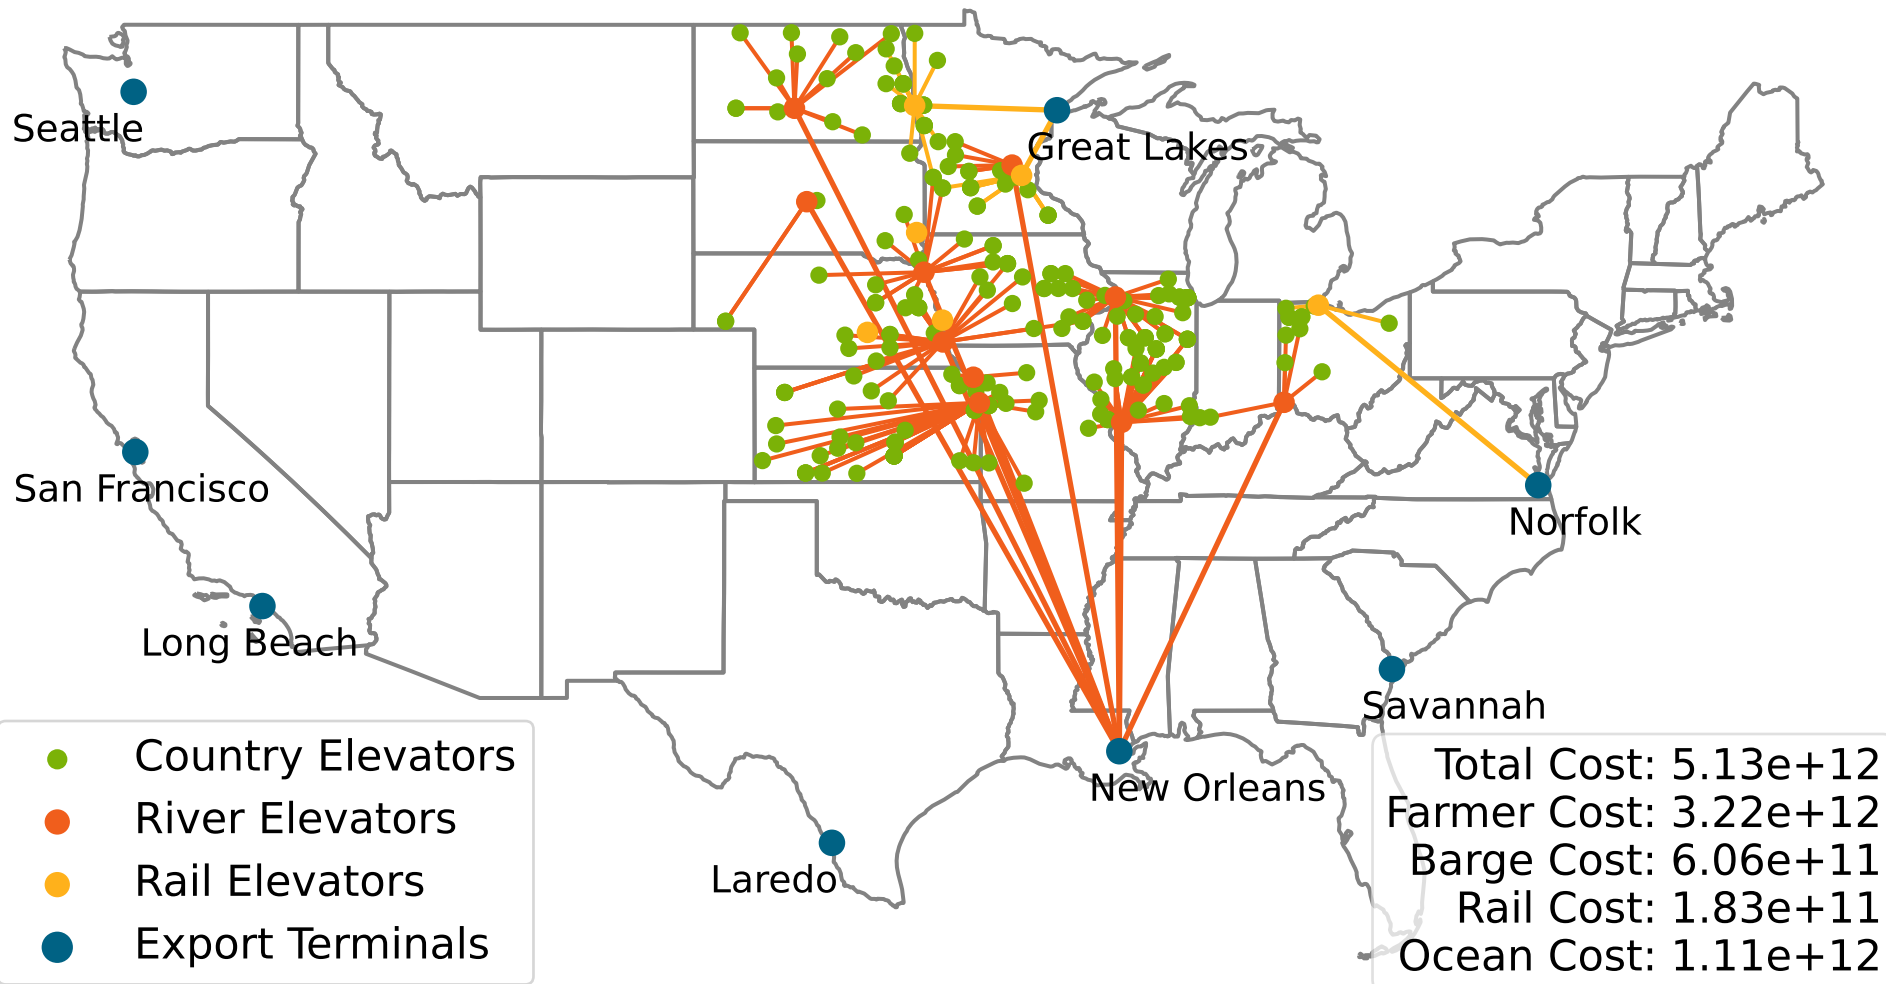 Seattle
Great Lakes
San Francisco
Norfolk
Long Beach
Savannah
New Orleans
Laredo
Country Elevators
River Elevators
Rail Elevators
Export Terminals
Total Cost: 5.13e+12
Farmer Cost: 3.22e+12
Barge Cost: 6.06e+11
Rail Cost: 1.83e+11
Ocean Cost: 1.11e+12